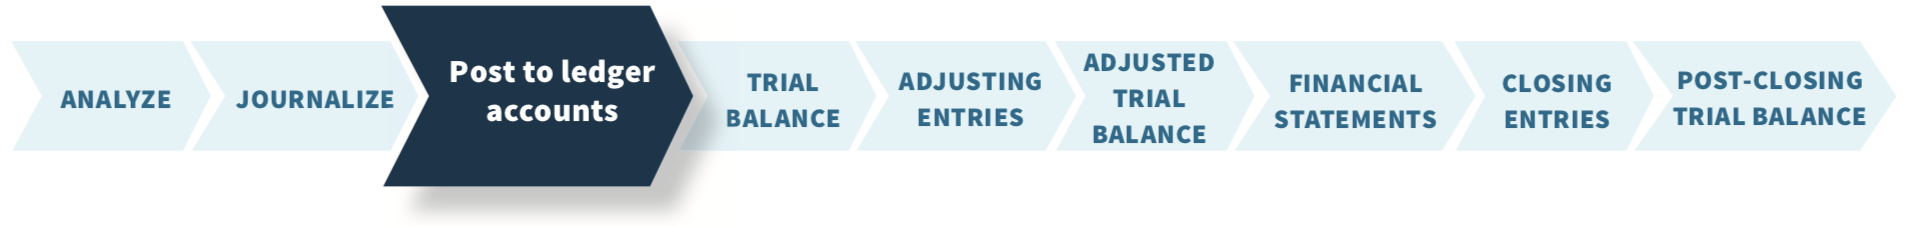 ANALYZE
JOURNALIZE
Post to ledger
accounts
TRIAL
BALANCE
ADJUSTING
ENTRIES
ADJUSTED
TRIAL
BALANCE
FINANCIAL
STATEMENTS
CLOSING
ENTRIES
POST-CLOSING
TRIAL BALANCE